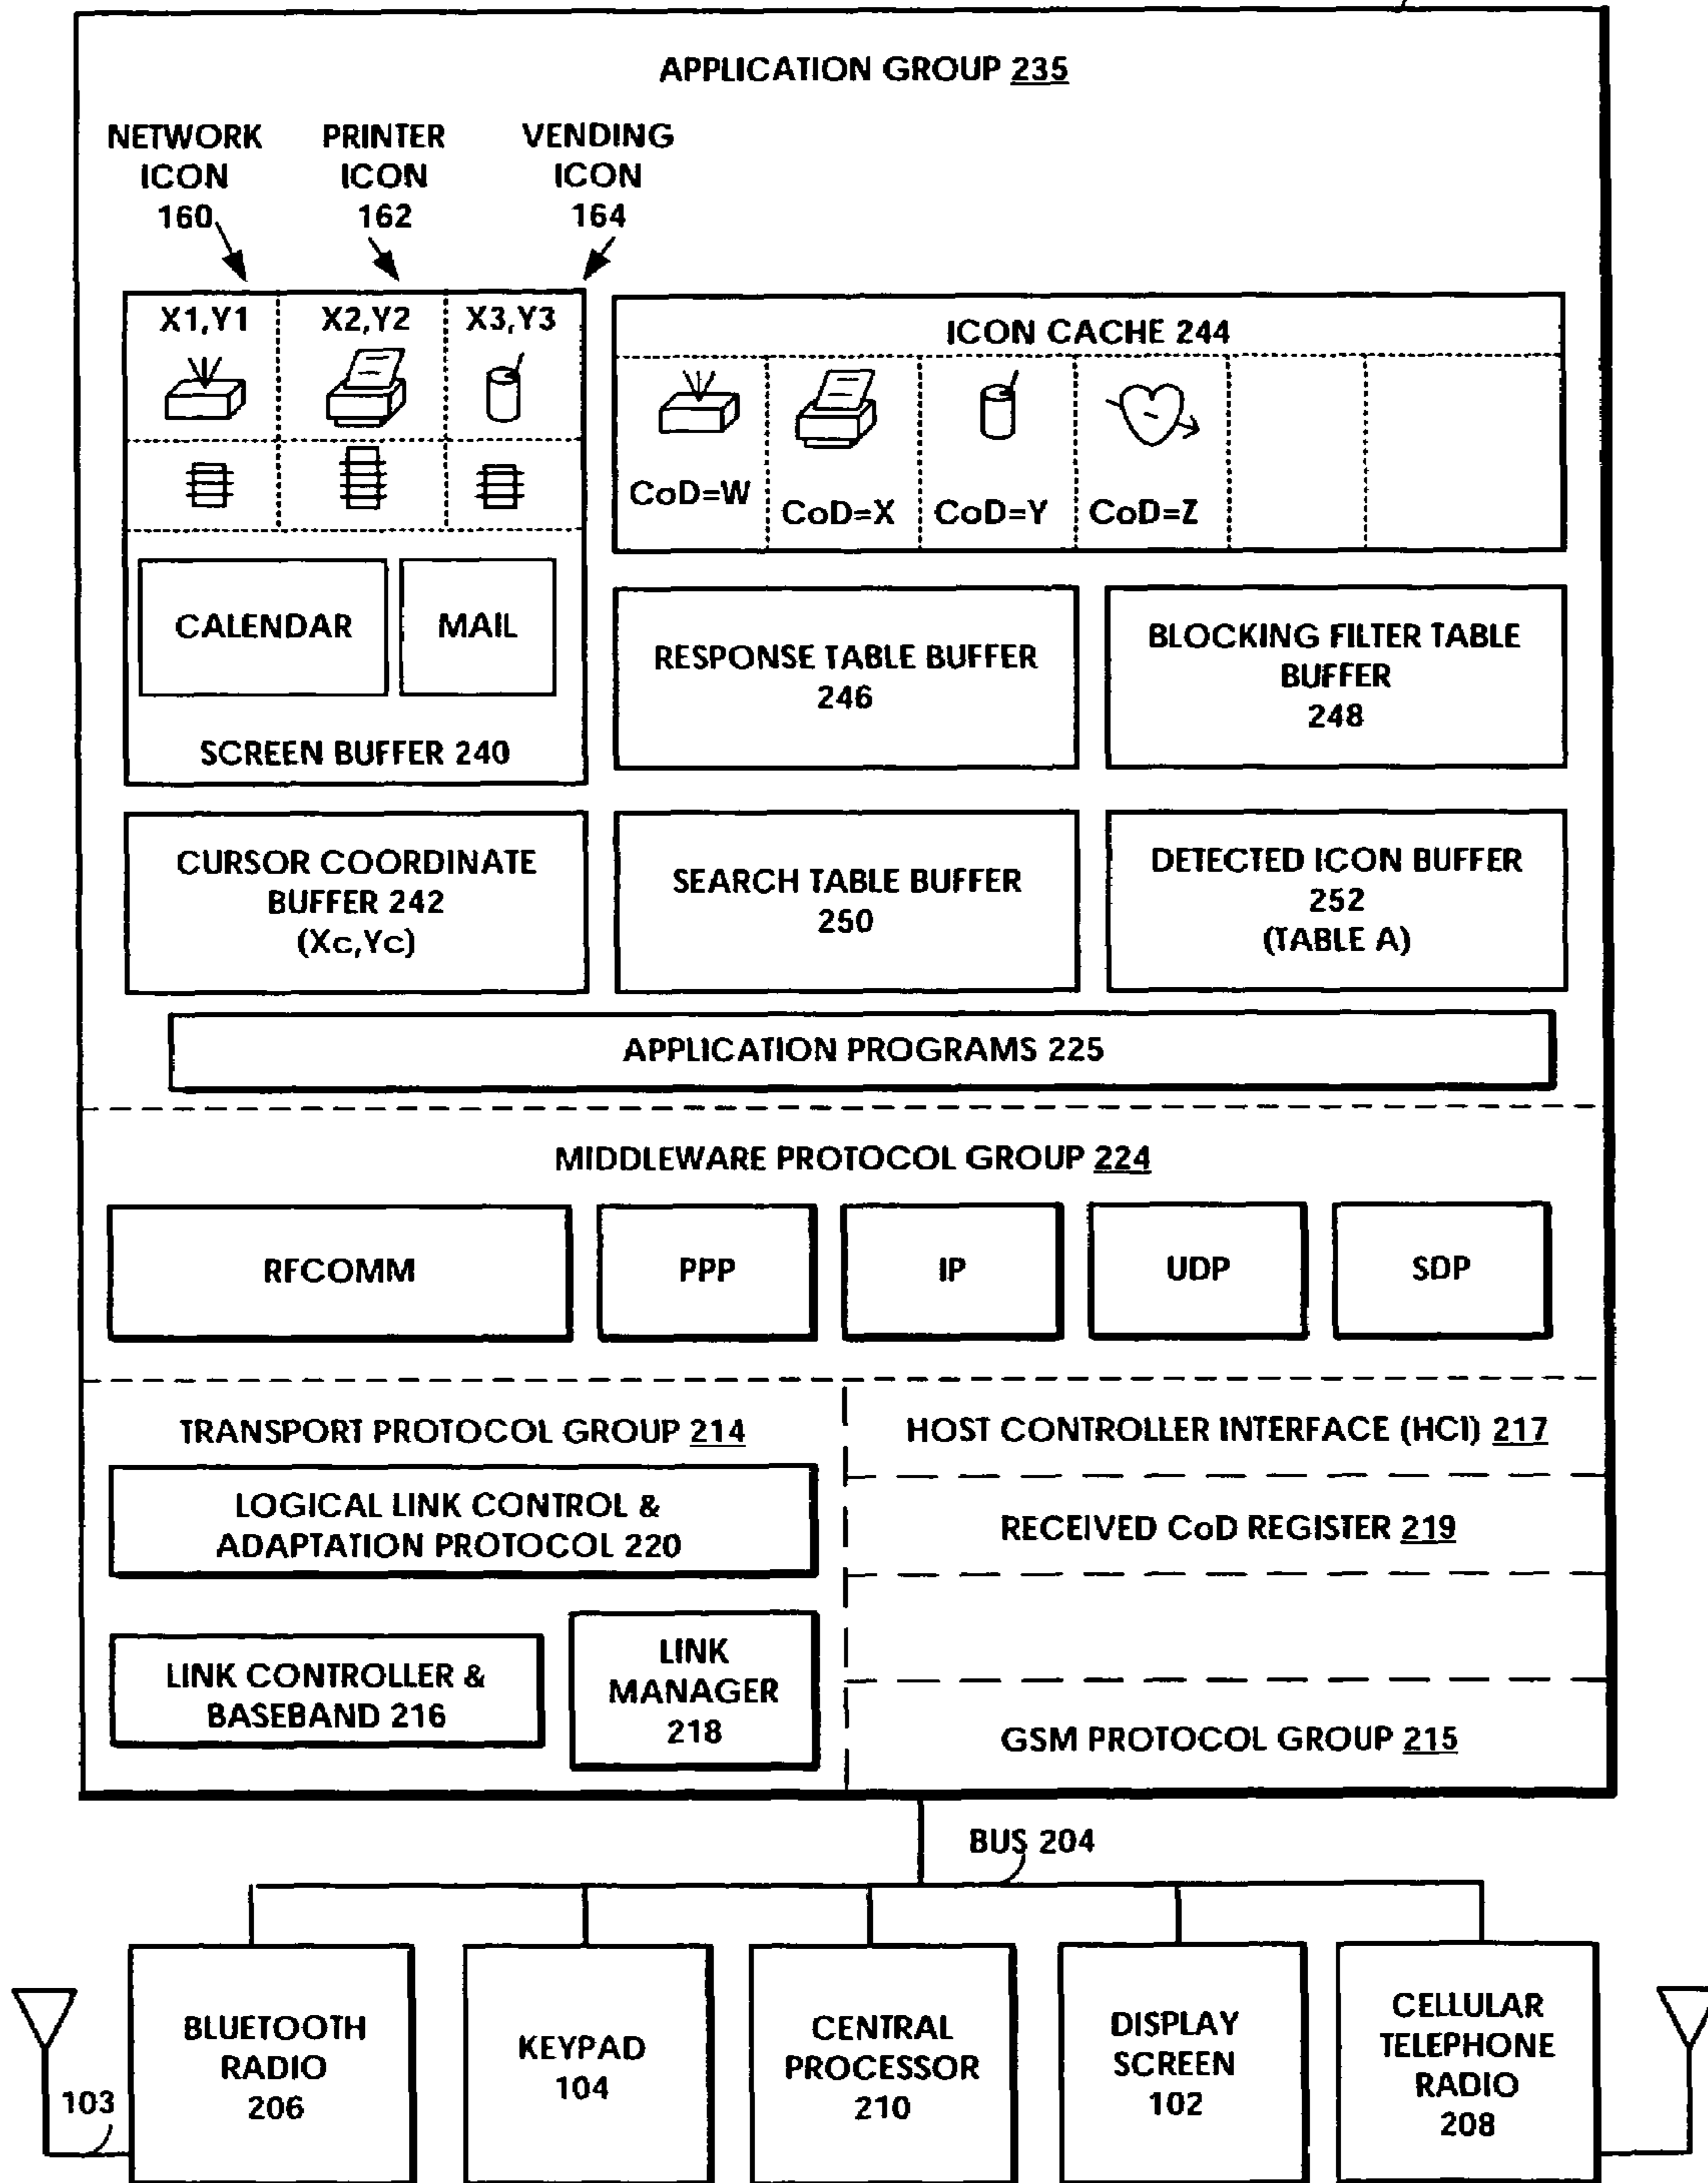 APPLICATION GROUP 235
NETWORK
ICON
160
PRINTER
ICON
162
VENDING
ICON
164
X1,Y1
X2,Y2
X3,Y3
ICON CACHE 244
CoD=W
CoD=X
CoD=Y
CoD=Z
CALENDAR
MAIL
SCREEN BUFFER 240
RESPONSE TABLE BUFFER
246
BLOCKING FILTER TABLE
BUFFER
248
CURSOR COORDINATE
BUFFER 242
(Xc,Yc)
SEARCH TABLE BUFFER
250
DETECTED ICON BUFFER
252
(TABLE A)
APPLICATION PROGRAMS 225
MIDDLEWARE PROTOCOL GROUP 224
RFCOMM
PPP
IP
UDP
SDP
TRANSPORT PROTOCOL GROUP 214
LOGICAL LINK CONTROL &
ADAPTATION PROTOCOL 220
LINK CONTROLLER &
BASEBAND 216
LINK
MANAGER
218
HOST CONTROLLER INTERFACE (HCI) 217
RECEIVED CoD REGISTER 219
GSM PROTOCOL GROUP 215
BUS 204
103
BLUETOOTH
RADIO
206
KEYPAD
104
CENTRAL
PROCESSOR
210
DISPLAY
SCREEN
102
CELLULAR
TELEPHONE
RADIO
208